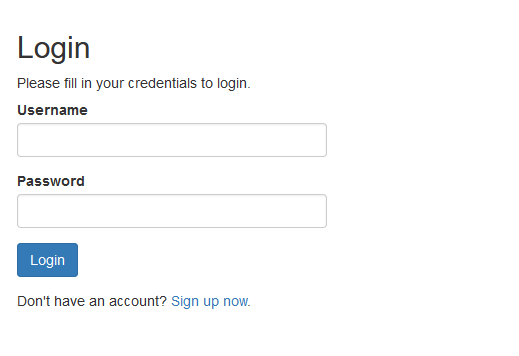 Login
Please fill in your credentials to login.
Username
Password
Login
Don't have an account? Sign up now.